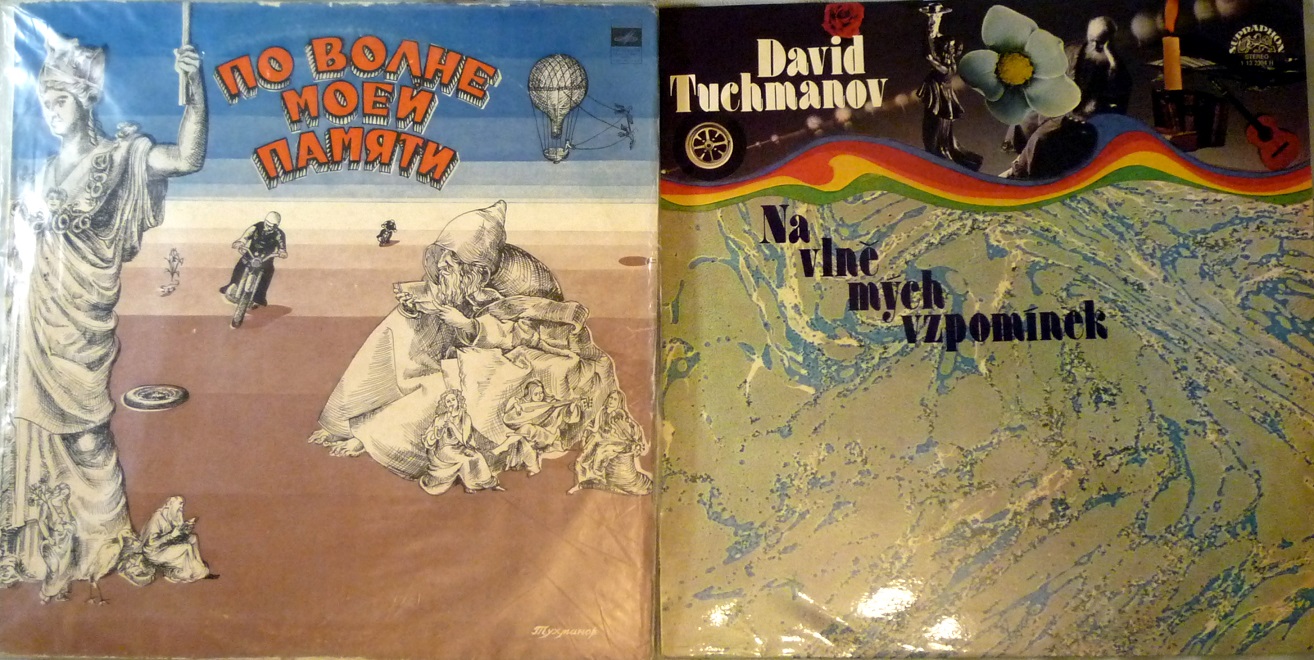 ПО ВОЛНЕ
МОЕЙ
ПАМЯТИ
Тухманов
David
Tuchmanov
SUPRAPHON
STEREO
Na
vlně
mých
vzpomínek